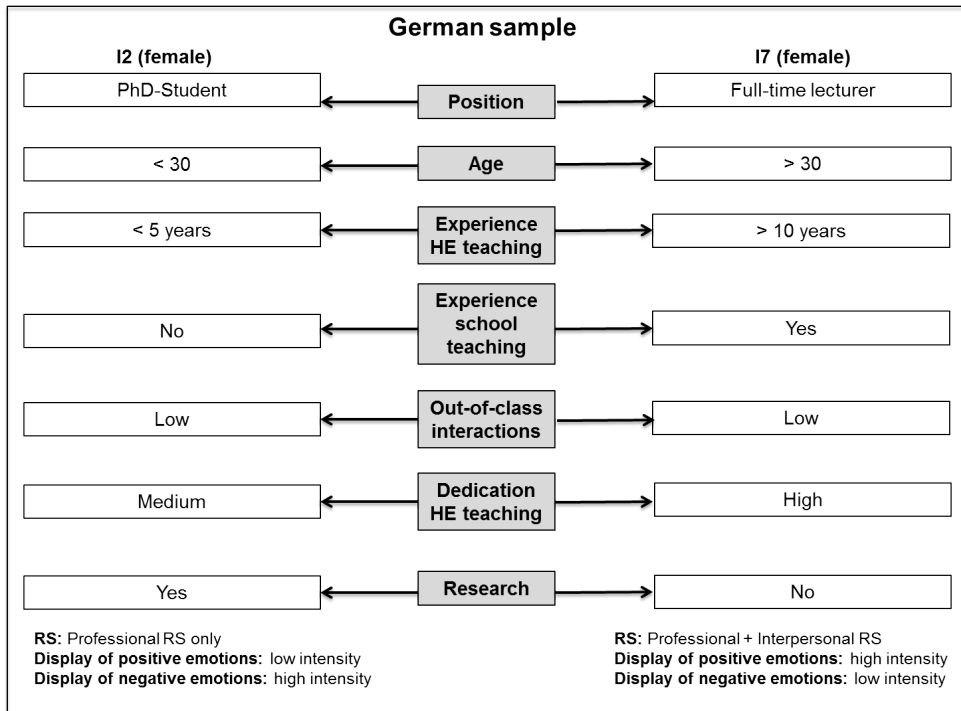 German sample
I2 (female)
I7 (female)
PhD-Student
Position
Full-time lecturer
< 30
Age
> 30
< 5 years
Experience
HE teaching
> 10 years
No
Experience
school
teaching
Yes
Low
Out-of-class
interactions
Low
Medium
Dedication
HE teaching
High
Yes
Research
No
RS: Professional RS only
Display of positive emotions: low intensity
Display of negative emotions: high intensity
RS: Professional + Interpersonal RS
Display of positive emotions: high intensity
Display of negative emotions: low intensity